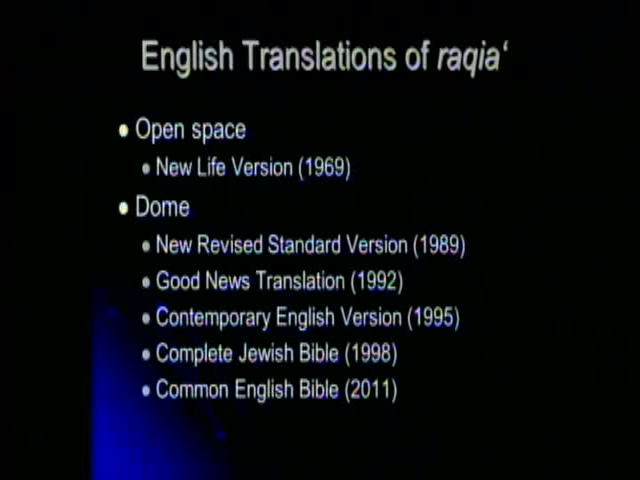 English Translations of raqia‘
• Open space
• New Life Version (1969)
• Dome
• New Revised Standard Version (1989)
• Good News Translation (1992)
• Contemporary English Version (1995)
• Complete Jewish Bible (1998)
• Common English Bible (2011)